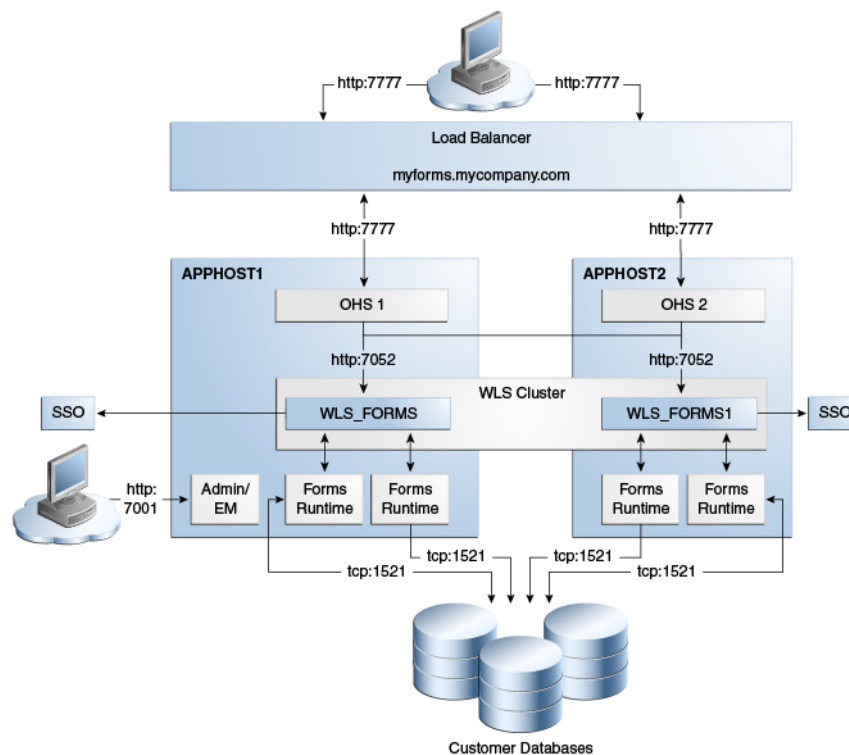 http:7777
http:7777
Load Balancer
myforms.mycompany.com
http:7777
http:7777
APPHOST1
APPHOST2
OHS 1
OHS 2
http:7052
http:7052
WLS Cluster
SSO
WLS_FORMS
WLS_FORMS1
SSO
http:
7001
Admin/
EM
Forms
Runtime
Forms
Runtime
Forms
Runtime
Forms
Runtime
tcp:1521
tcp:1521
tcp:1521
tcp:1521
Customer Databases